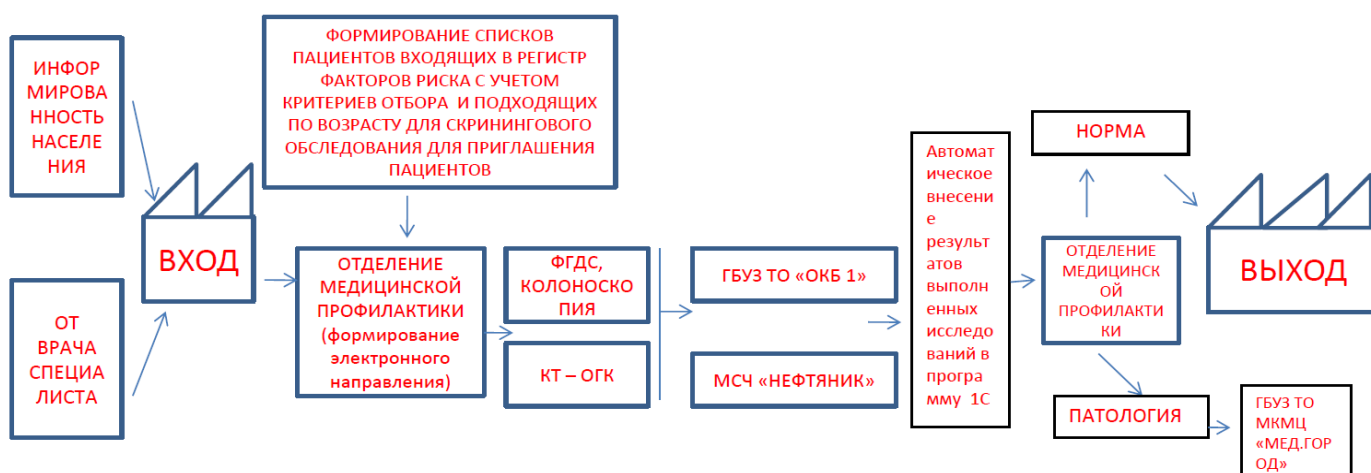 ИНФОР
МИРОВА
ННОСТЬ
НАСЕЛЕ
НИЯ
ОТ
ВРАЧА
СПЕЦИА
ЛИСТА
ВХОД
ФОРМИРОВАНИЕ СПИСКОВ
ПАЦИЕНТОВ ВХОДЯЩИХ В РЕГИСТР
ФАКТОРОВ РИСКА С УЧЕТОМ
КРИТЕРИЕВ ОТБОРА И ПОДХОДЯЩИХ
ПО ВОЗРАСТУ ДЛЯ СКРИНИНГОВОГО
ОБСЛЕДОВАНИЯ ДЛЯ ПРИГЛАШЕНИЯ
ПАЦИЕНТОВ
ОТДЕЛЕНИЕ
МЕДИЦИНСКОЙ
ПРОФИЛАКТИКИ
(формирование
электронного
направления)
ФГДС,
КОЛОНОСКО
ПИЯ
КТ – ОГК
ГБУЗ ТО «ОКБ 1»
МСЧ «НЕФТЯНИК»
Автомат
ическое
внесени
е
результ
атов
выполн
енных
исследо
ваний в
програ
мму 1С
НОРМА
ОТДЕЛЕНИЕ
МЕДИЦИНСК
ОЙ
ПРОФИЛАКТИ
КИ
ПАТОЛОГИЯ
ГБУЗ ТО
МКМЦ
«МЕД.ГОР
ОД»
ВЫХОД